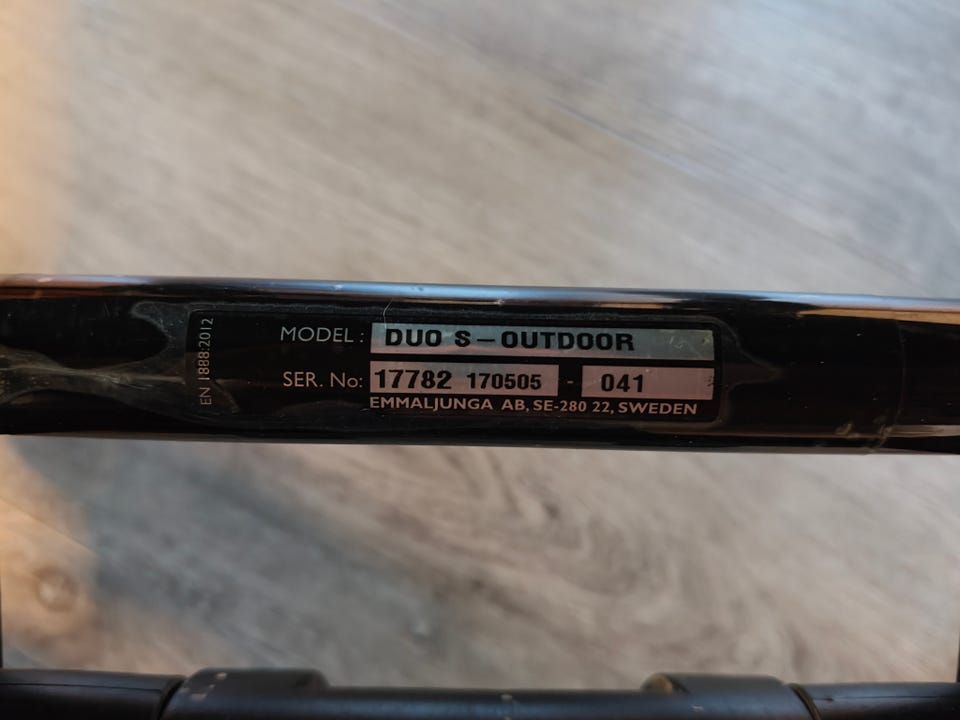 EN 1888:2012
MODEL : DUO S - OUTDOOR
SER. No: 17782 170505 - 041
EMMALJUNGA AB, SE-280 22, SWEDEN